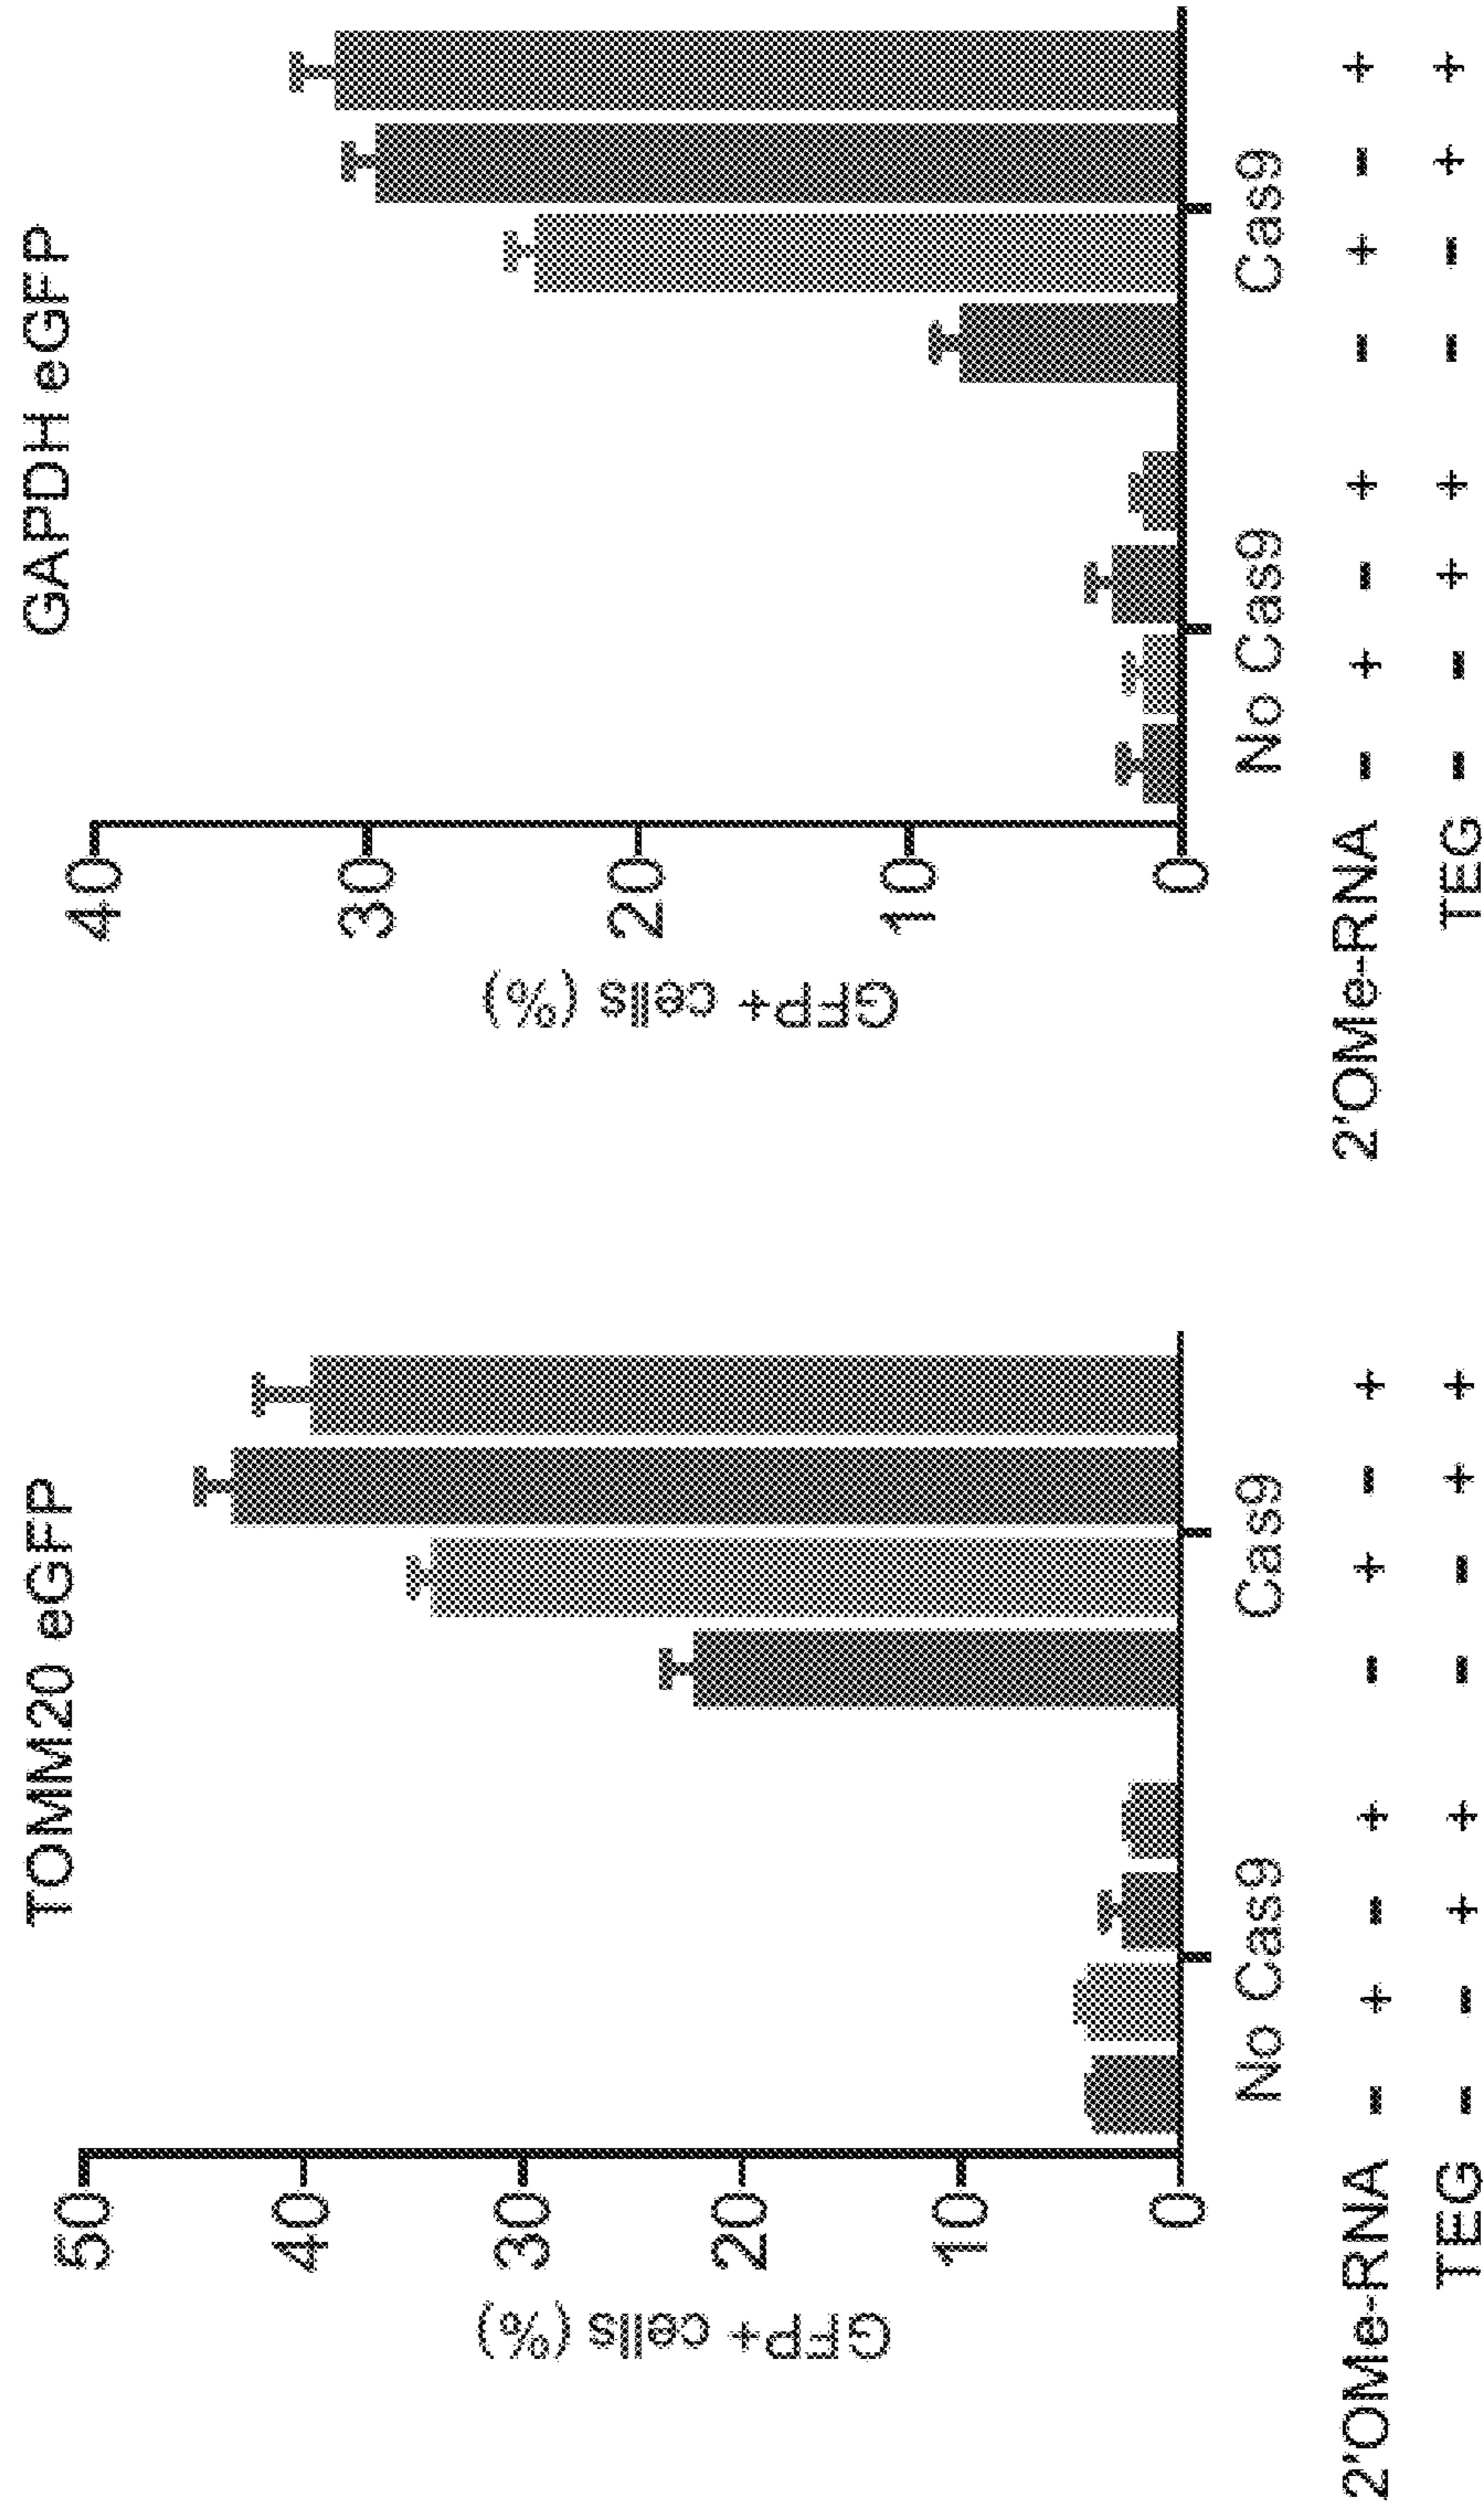 TOMM20 eGFP
GFP+ cells (%)
50
40
30
20
10
0
No Cas9 Cas9
2'OMe-RNA - + - + - + - +
TEG - - + + - - + +
GAPDH eGFP
GFP+ cells (%)
40
30
20
10
0
No Cas9 Cas9
2'OMe-RNA - + - + - + - +
TEG - - + + - - + +